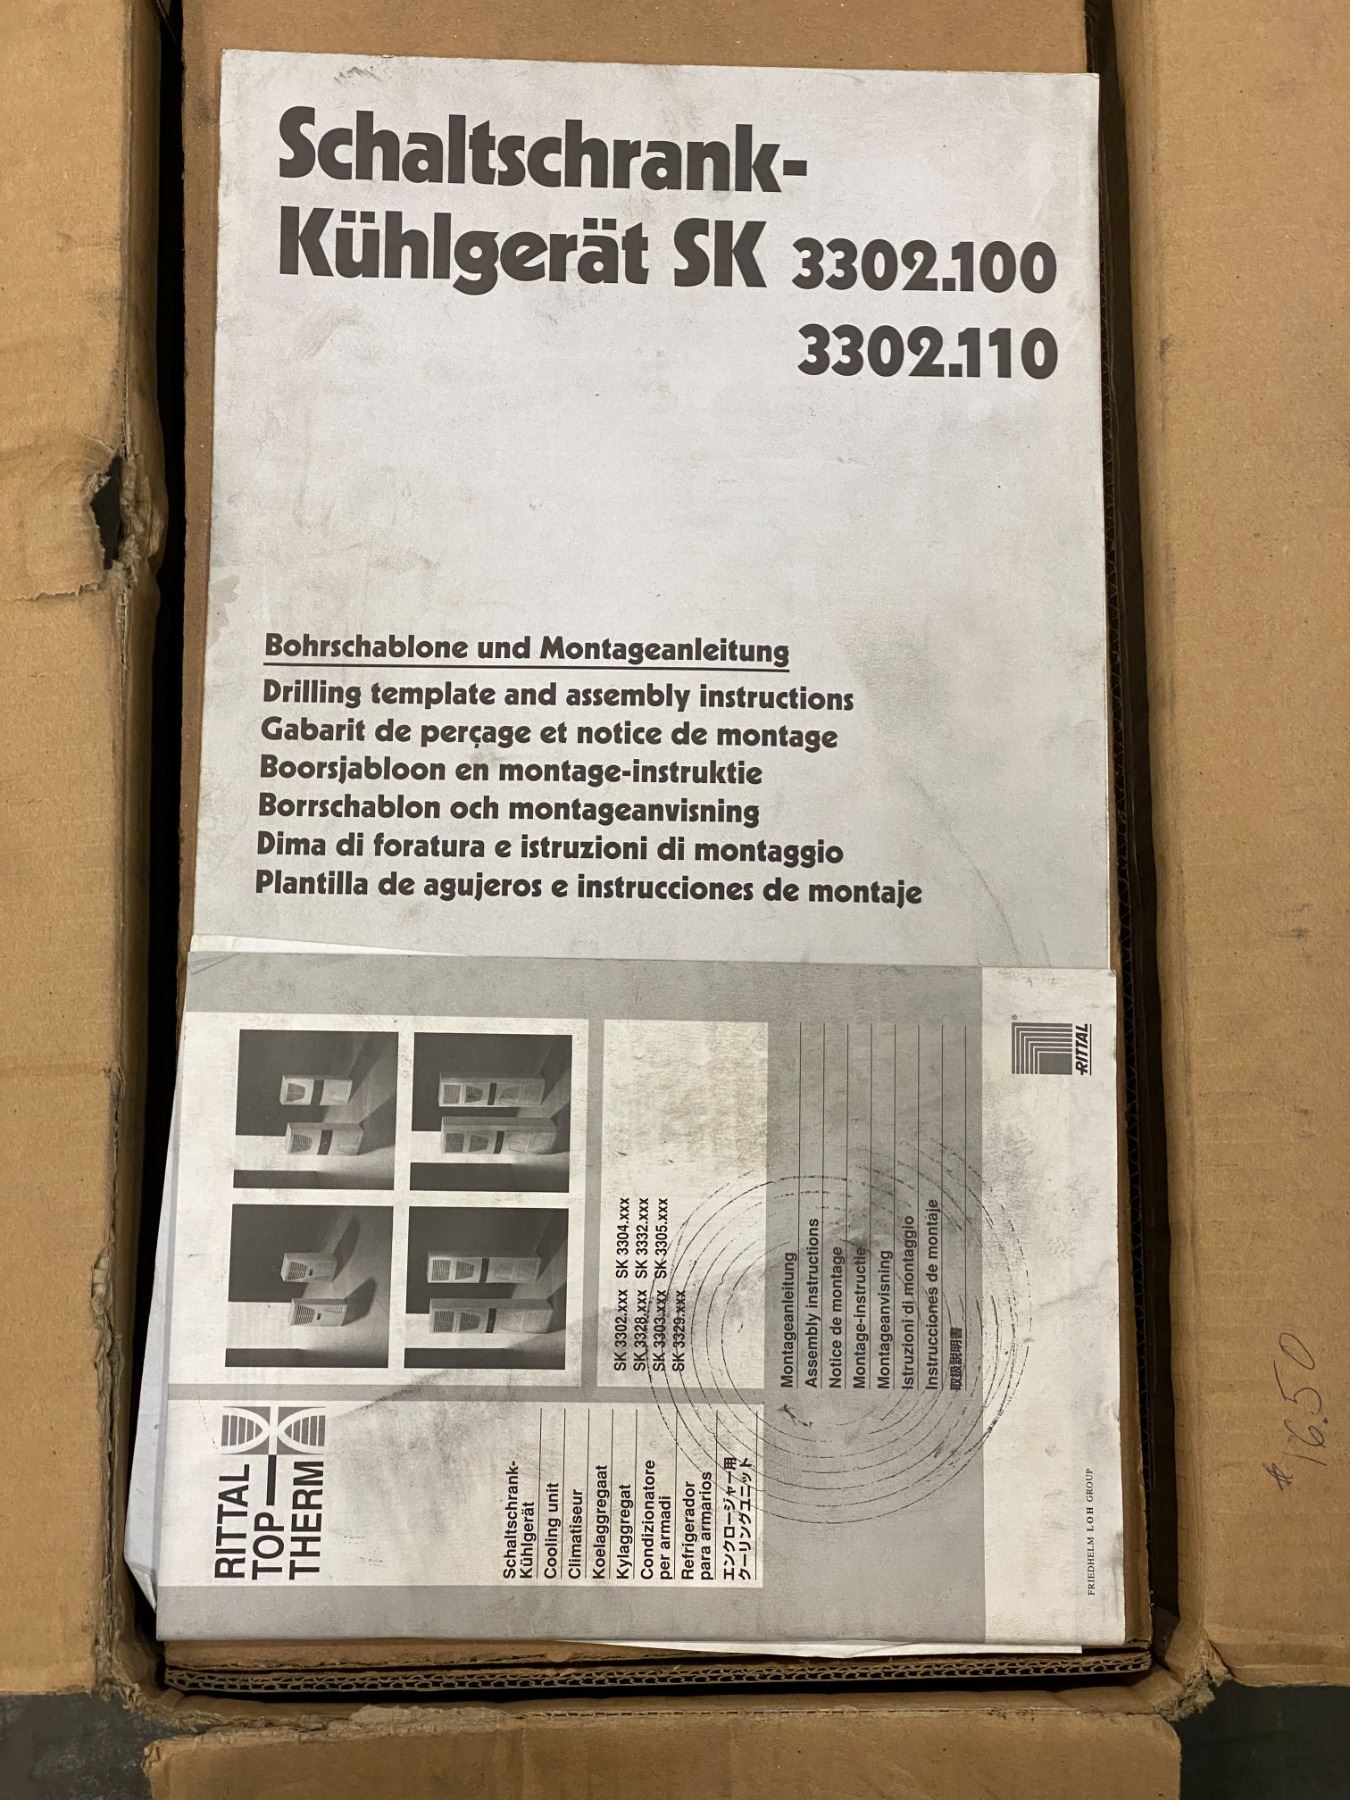 Schaltschrank-
Kühlgerät SK 3302.100
3302.110
Bohrschablone und Montageanleitung
Drilling template and assembly instructions
Gabarit de perçage et notice de montage
Boorsjabloon en montage-instruktie
Borrschablon och montageanvisning
Dima di foratura e istruzioni di montaggio
Plantilla de agujeros e instrucciones de montaje
RITTAL
TOP
THERM
Schaltschrank-
Kühlgerät
Cooling unit
Climatiseur
Koelaggregaat
Kylaggregat
Condizionatore
per armadi
Refrigerador
para armarios
エンクロージャー用
クーリングユニット
SK 3302.xxx SK 3304.xxx
SK 3328.xxx SK 3332.xxx
SK 3303.xxx SK 3305.xxx
SK 3329.xxx
Montageanleitung
Assembly instructions
Notice de montage
Montage-instructie
Montageanvisning
Istruzioni di montaggio
Instrucciones de montaje
取扱説明書
®
RITTAL
FRIEDHELM LOH GROUP
# 16.50